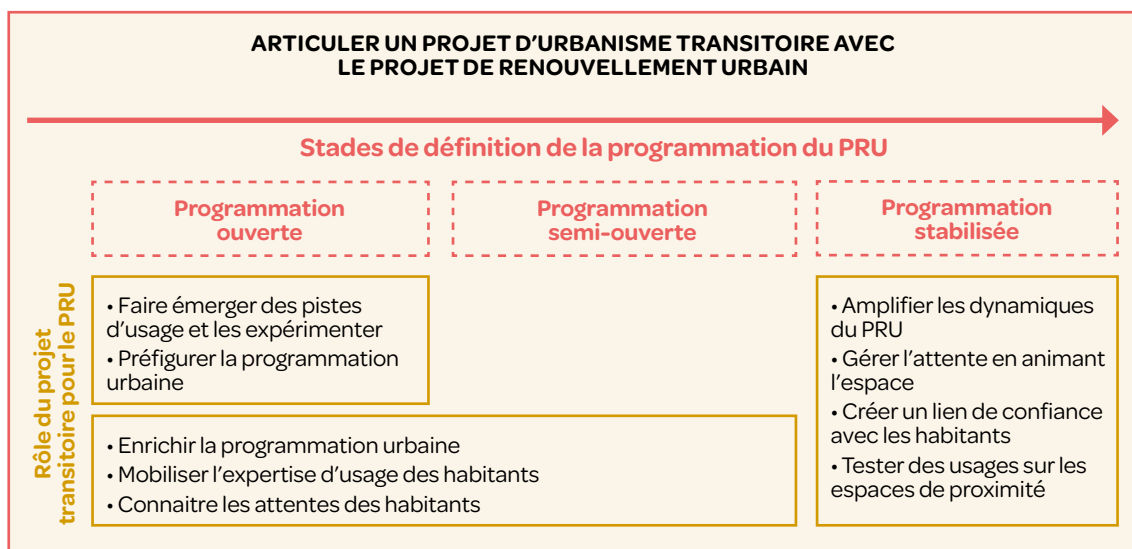 ARTICULER UN PROJET D'URBANISME TRANSITOIRE AVEC
LE PROJET DE RENOUVELLEMENT URBAIN
Stades de définition de la programmation du PRU
Programmation
ouverte
Programmation
semi-ouverte
Programmation
stabilisée
Rôle du projet
transitoire pour le PRU
• Faire émerger des pistes
d'usage et les expérimenter
• Préfigurer la programmation
urbaine
• Enrichir la programmation urbaine
• Mobiliser l'expertise d'usage des habitants
• Connaitre les attentes des habitants
• Amplifier les dynamiques
du PRU
• Gérer l'attente en animant
l'espace
• Créer un lien de confiance
avec les habitants
• Tester des usages sur les
espaces de proximité